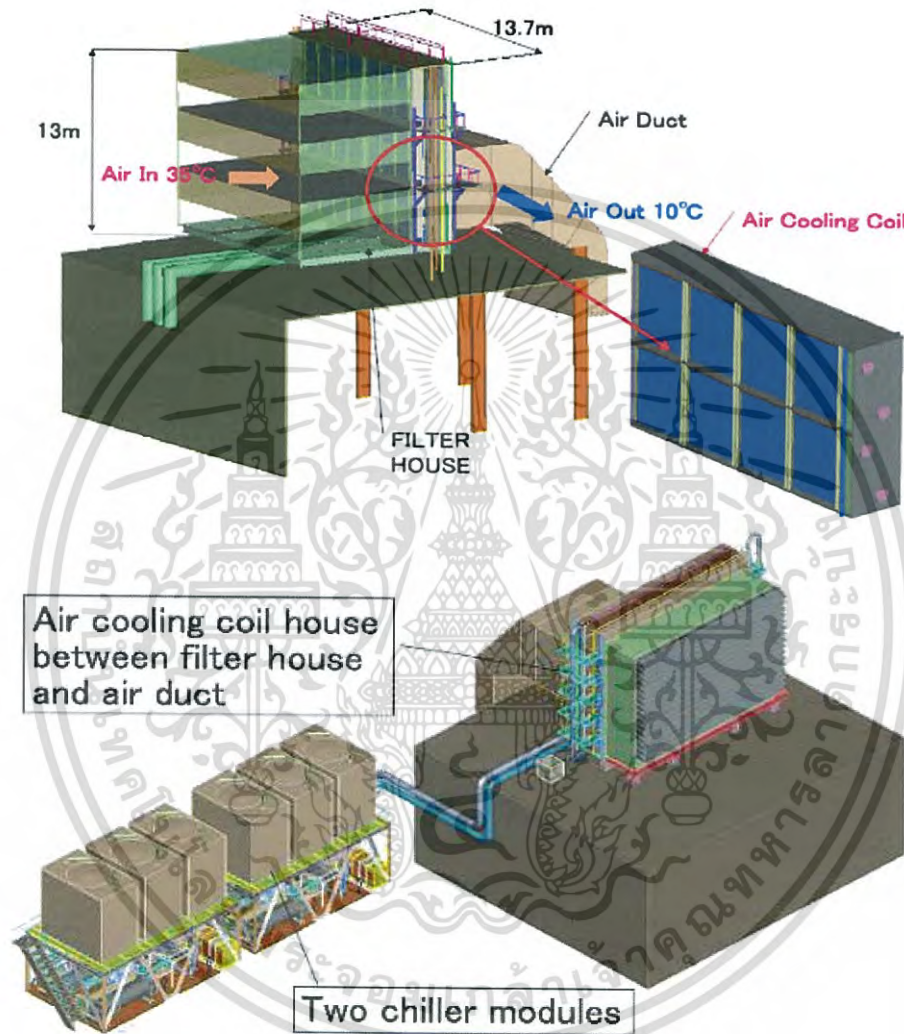 13.7m
13m
Air Duct
Air In 35°C
Air Out 10°C
Air Cooling Coil
FILTER
HOUSE
Air cooling coil house
between filter house
and air duct
Two chiller modules